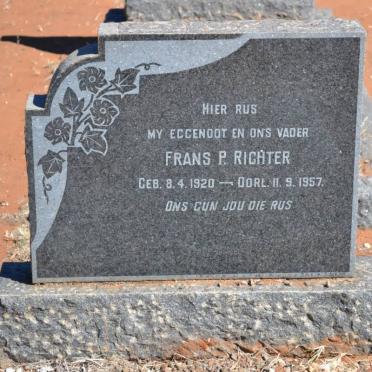 HIER RUS
MY EGGENOOT EN ONS VADER
FRANS P. RICHTER
GEB. 8.4.1920 — OORL. 11.9.1957.
ONS GUN JOU DIE RUS